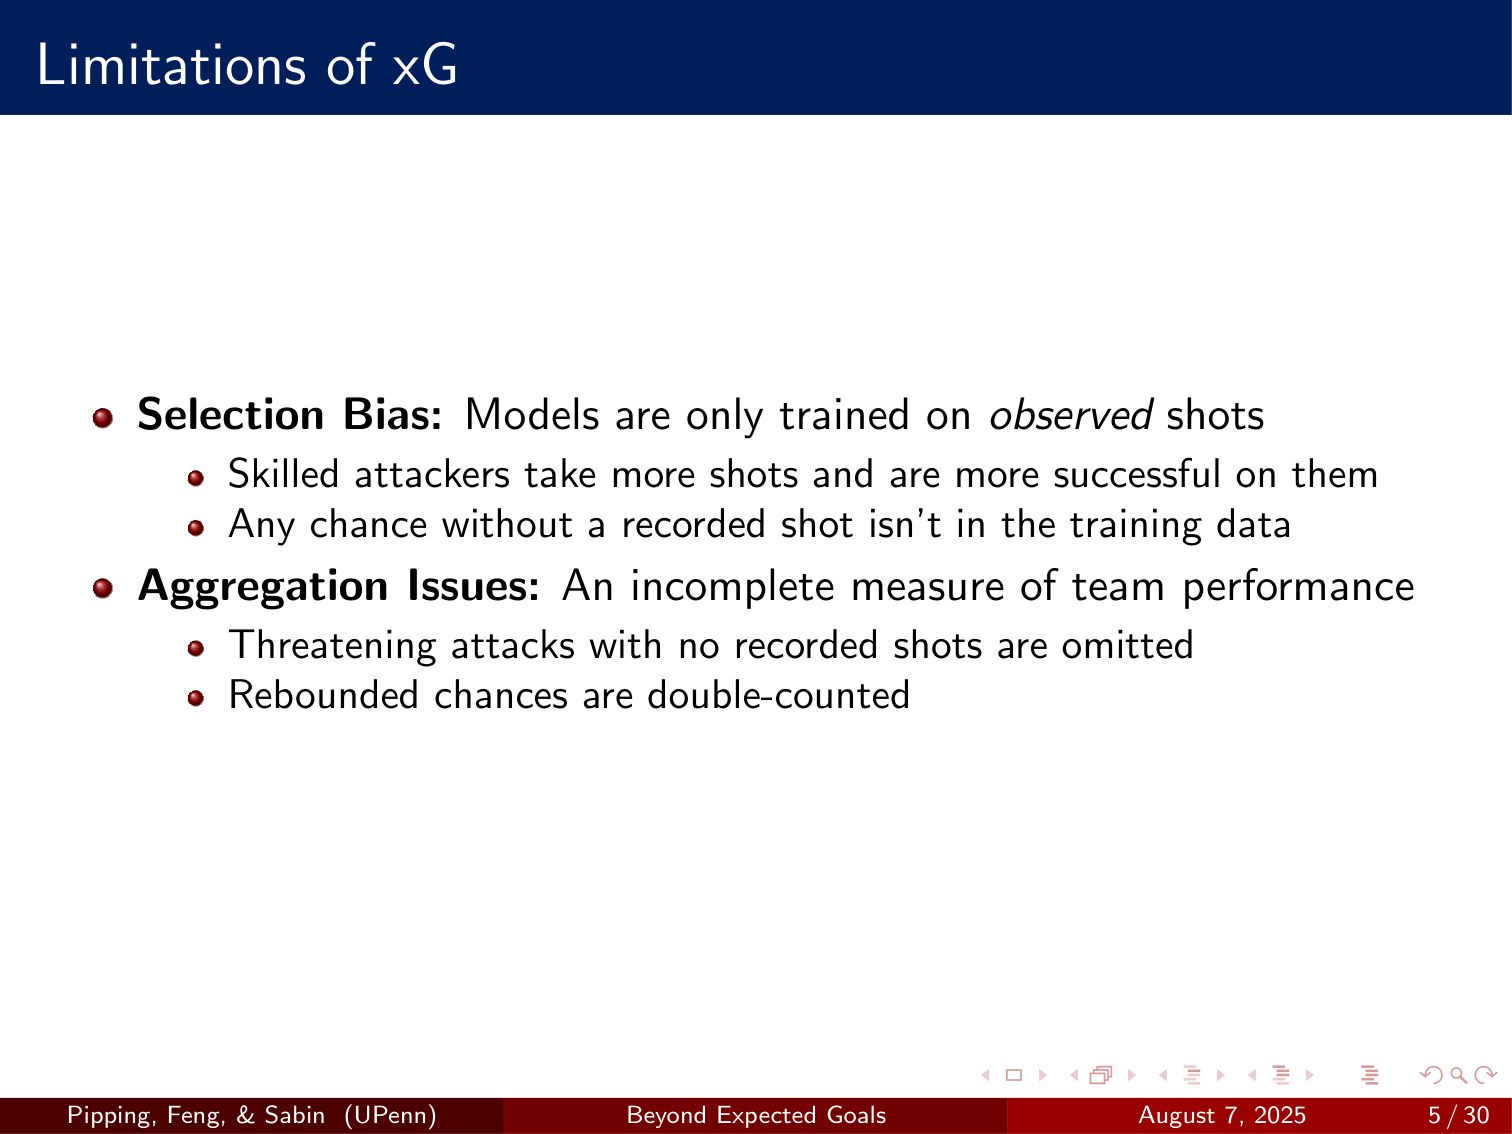 Limitations of xG
Selection Bias: Models are only trained on observed shots
Skilled attackers take more shots and are more successful on them
Any chance without a recorded shot isn't in the training data
Aggregation Issues: An incomplete measure of team performance
Threatening attacks with no recorded shots are omitted
Rebounded chances are double-counted
Pipping, Feng, & Sabin (UPenn) Beyond Expected Goals August 7, 2025 5 / 30